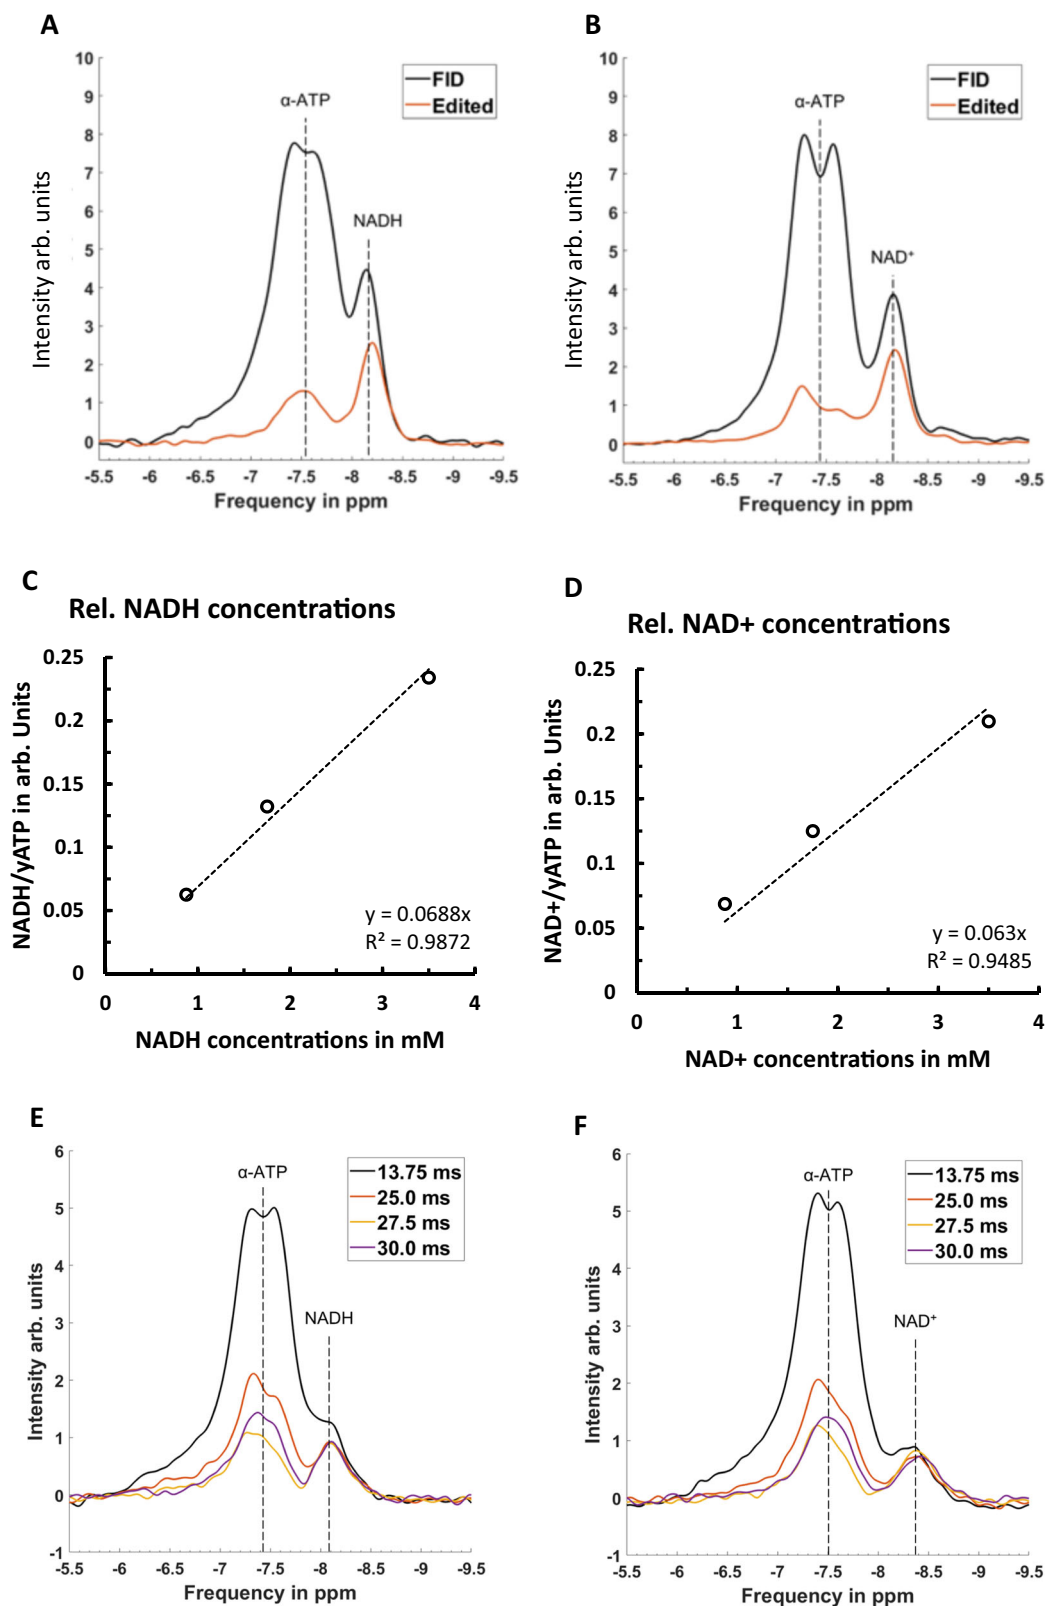 A
10
9
8
7
6
5
4
3
2
1
0
Intensity arb. units
α-ATP
NADH
FID
Edited
-5.5 -6 -6.5 -7 -7.5 -8 -8.5 -9 -9.5
Frequency in ppm
B
10
9
8
7
6
5
4
3
2
1
0
Intensity arb. units
α-ATP
NAD⁺
FID
Edited
-5.5 -6 -6.5 -7 -7.5 -8 -8.5 -9 -9.5
Frequency in ppm
C
Rel. NADH concentrations
0.25
0.2
0.15
0.1
0.05
0
NADH/yATP in arb. Units
y = 0.0688x
R² = 0.9872
0 1 2 3 4
NADH concentrations in mM
D
Rel. NAD+ concentrations
0.25
0.2
0.15
0.1
0.05
0
NAD+/yATP in arb. Units
y = 0.063x
R² = 0.9485
0 1 2 3 4
NAD+ concentrations in mM
E
6
5
4
3
2
1
0
-1
Intensity arb. units
α-ATP
NADH
13.75 ms
25.0 ms
27.5 ms
30.0 ms
-5.5 -6 -6.5 -7 -7.5 -8 -8.5 -9 -9.5
Frequency in ppm
F
6
5
4
3
2
1
0
-1
Intensity arb. units
α-ATP
NAD⁺
13.75 ms
25.0 ms
27.5 ms
30.0 ms
-5.5 -6 -6.5 -7 -7.5 -8 -8.5 -9 -9.5
Frequency in ppm